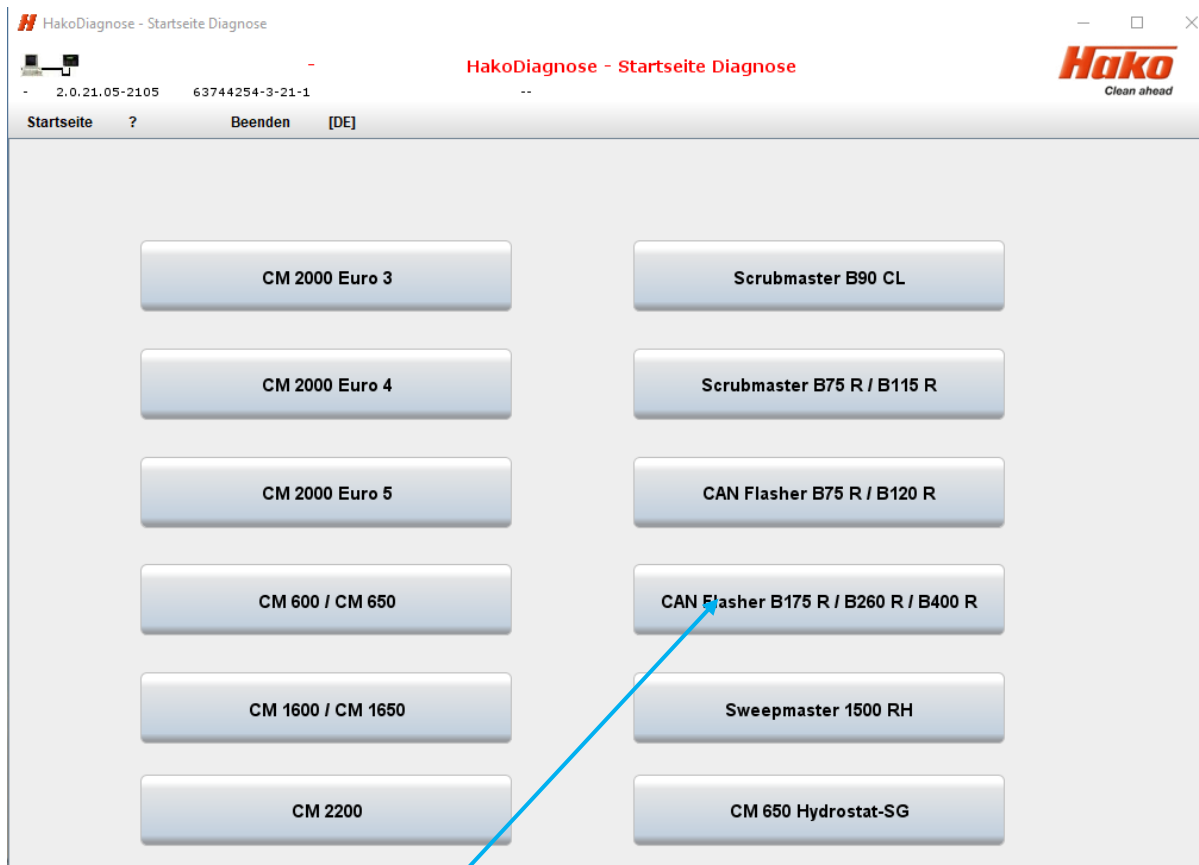 HakoDiagnose - Startseite Diagnose
- HakoDiagnose - Startseite Diagnose
Hako
Clean ahead
- 2.0.21.05-2105 63744254-3-21-1 --
Startseite ? Beenden [DE]
CM 2000 Euro 3
Scrubmaster B90 CL
CM 2000 Euro 4
Scrubmaster B75 R / B115 R
CM 2000 Euro 5
CAN Flasher B75 R / B120 R
CM 600 / CM 650
CAN Flasher B175 R / B260 R / B400 R
CM 1600 / CM 1650
Sweepmaster 1500 RH
CM 2200
CM 650 Hydrostat-SG